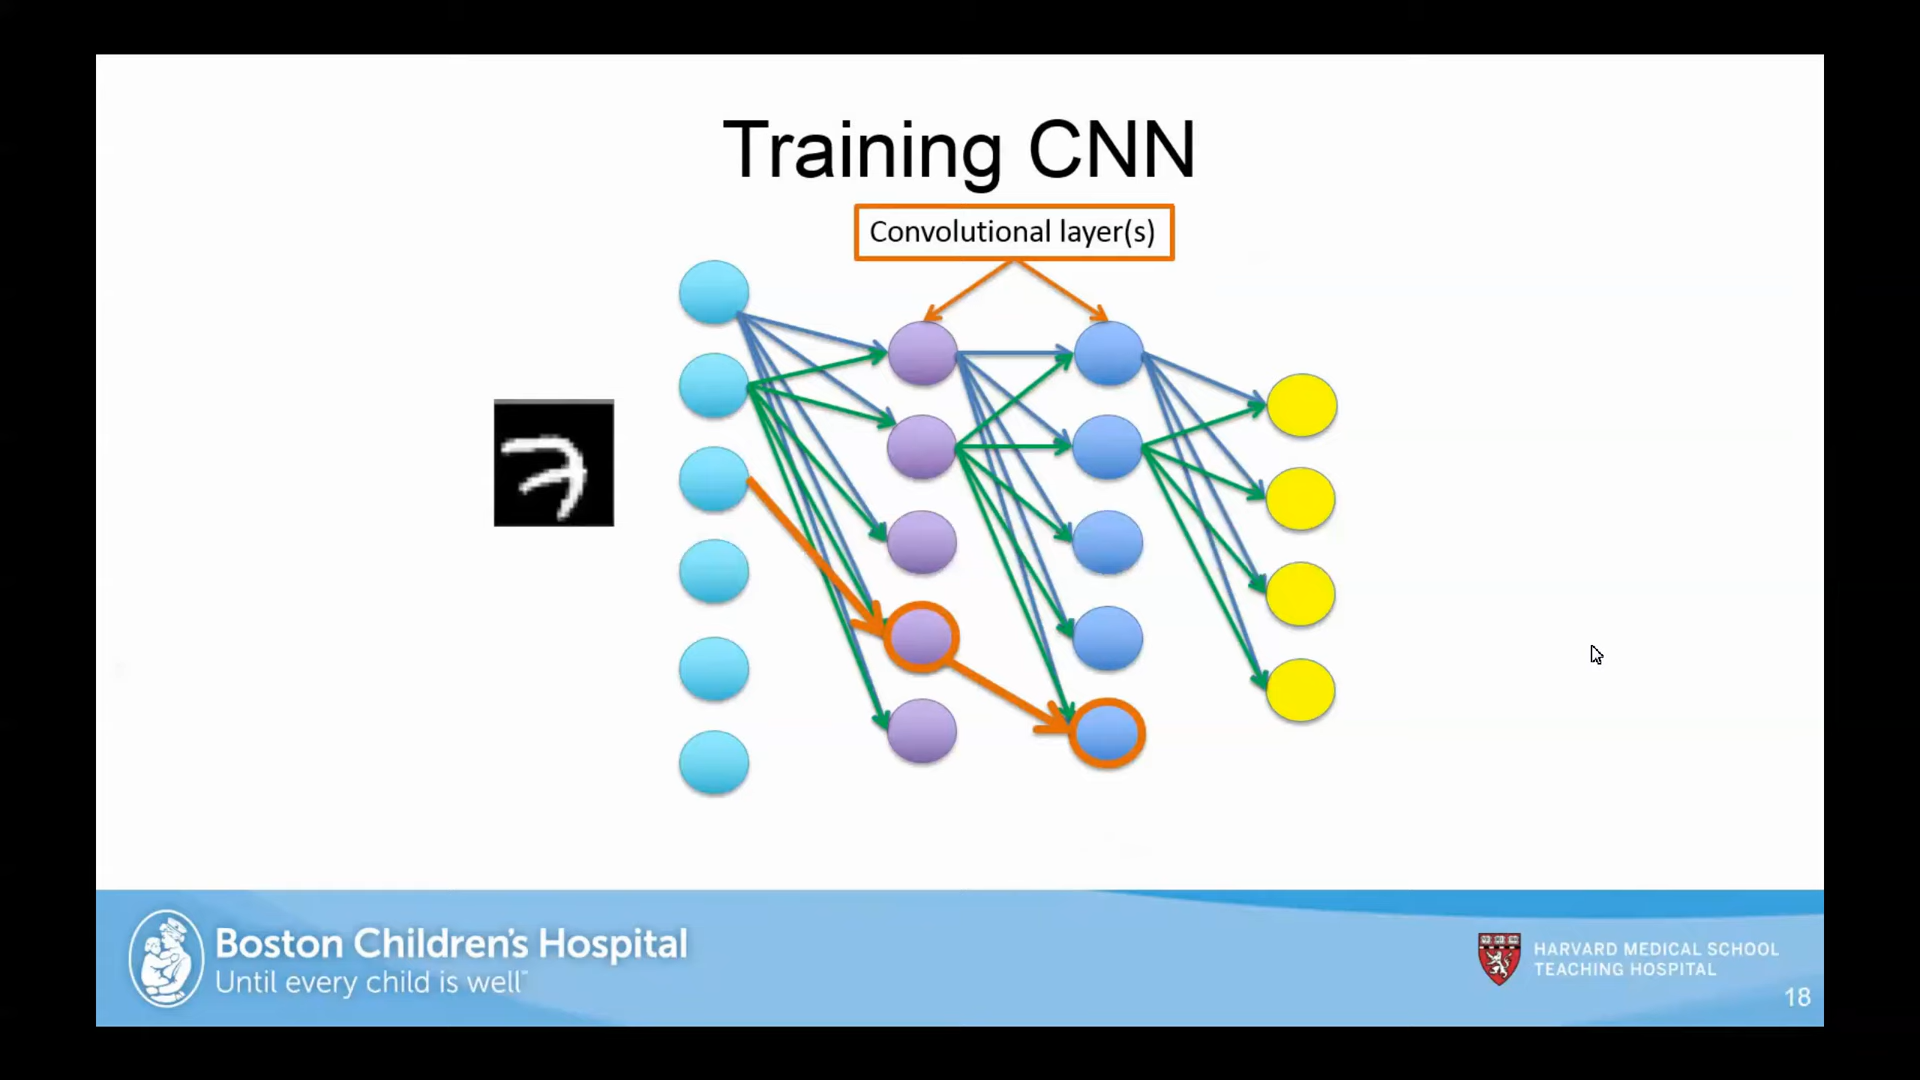 Training CNN
Convolutional layer(s)
Boston Children's Hospital
Until every child is well™
HARVARD MEDICAL SCHOOL
TEACHING HOSPITAL
18